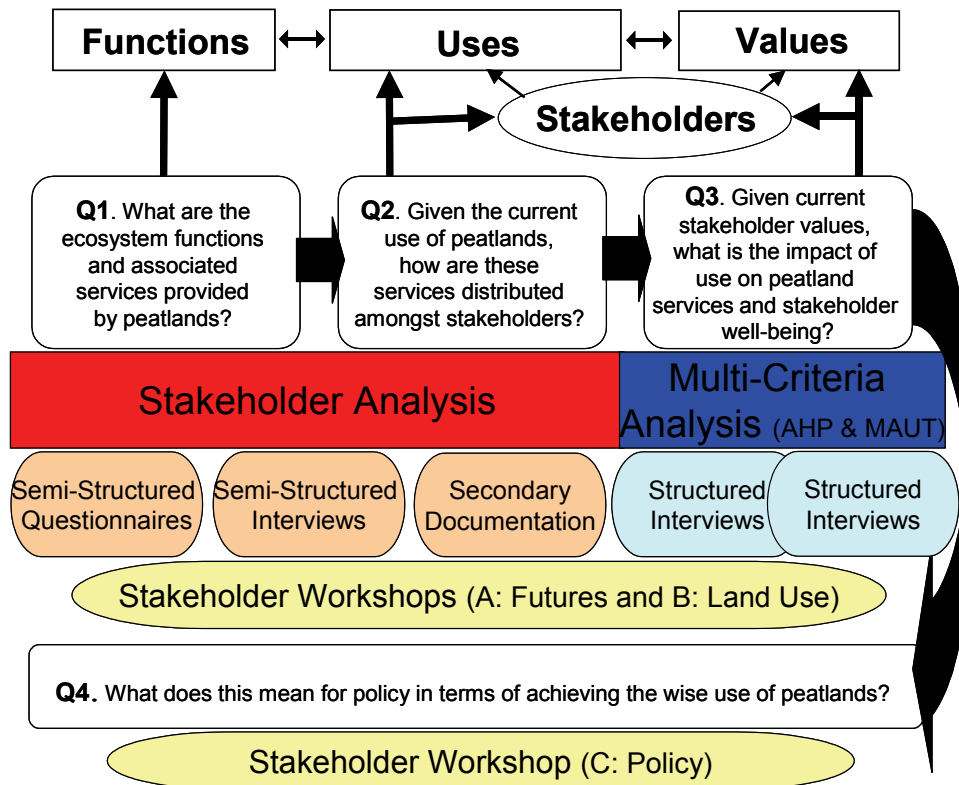 Functions
Uses
Values
Stakeholders
Q1. What are the
ecosystem functions
and associated
services provided
by peatlands?
Q2. Given the current
use of peatlands,
how are these
services distributed
amongst stakeholders?
Q3. Given current
stakeholder values,
what is the impact of
use on peatland
services and stakeholder
well-being?
Stakeholder Analysis
Multi-Criteria
Analysis (AHP & MAUT)
Semi-Structured
Questionnaires
Semi-Structured
Interviews
Secondary
Documentation
Structured
Interviews
Structured
Interviews
Stakeholder Workshops (A: Futures and B: Land Use)
Q4. What does this mean for policy in terms of achieving the wise use of peatlands?
Stakeholder Workshop (C: Policy)